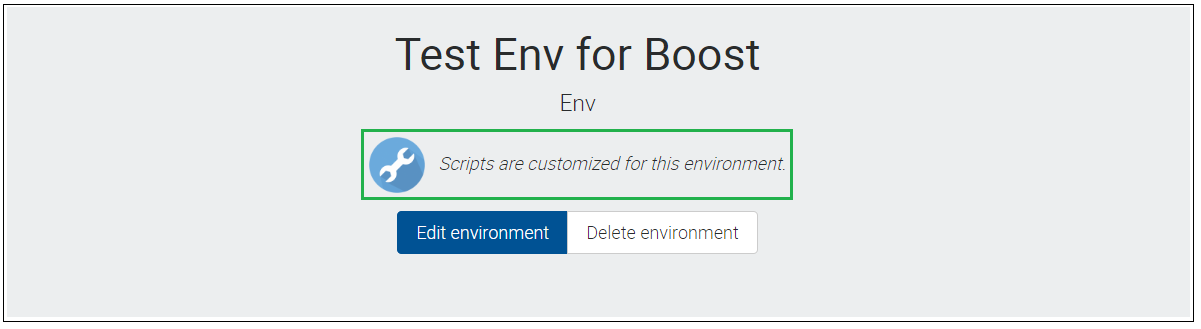 Test Env for Boost
Env
Scripts are customized for this environment.
Edit environment Delete environment